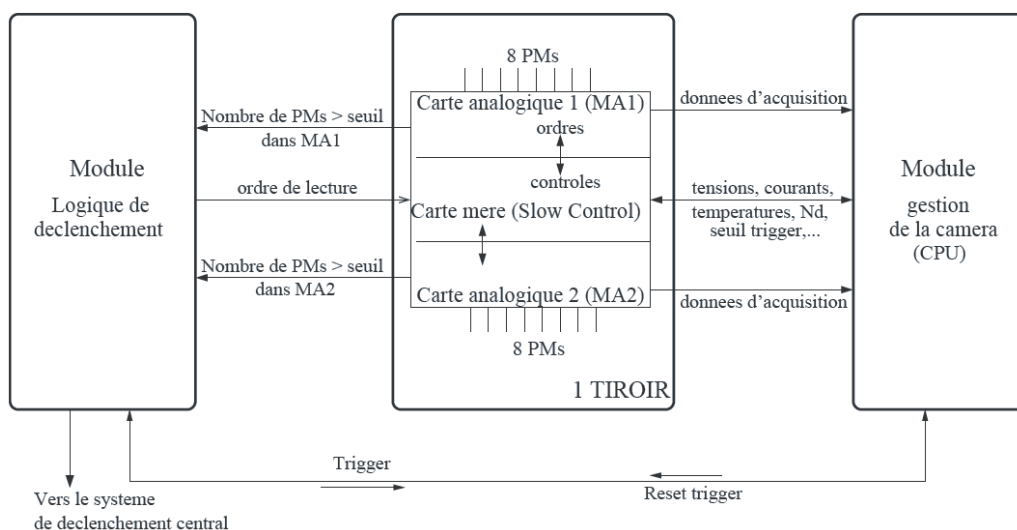 Module
Logique de
declenchement
Nombre de PMs > seuil
dans MA1
ordre de lecture
Nombre de PMs > seuil
dans MA2
8 PMs
Carte analogique 1 (MA1)
ordres
controles
Carte mere (Slow Control)
Carte analogique 2 (MA2)
8 PMs
1 TIROIR
donnees d'acquisition
tensions, courants,
temperatures, Nd,
seuil trigger,...
donnees d'acquisition
Module
gestion
de la camera
(CPU)
Trigger
Reset trigger
Vers le systeme
de declenchement central